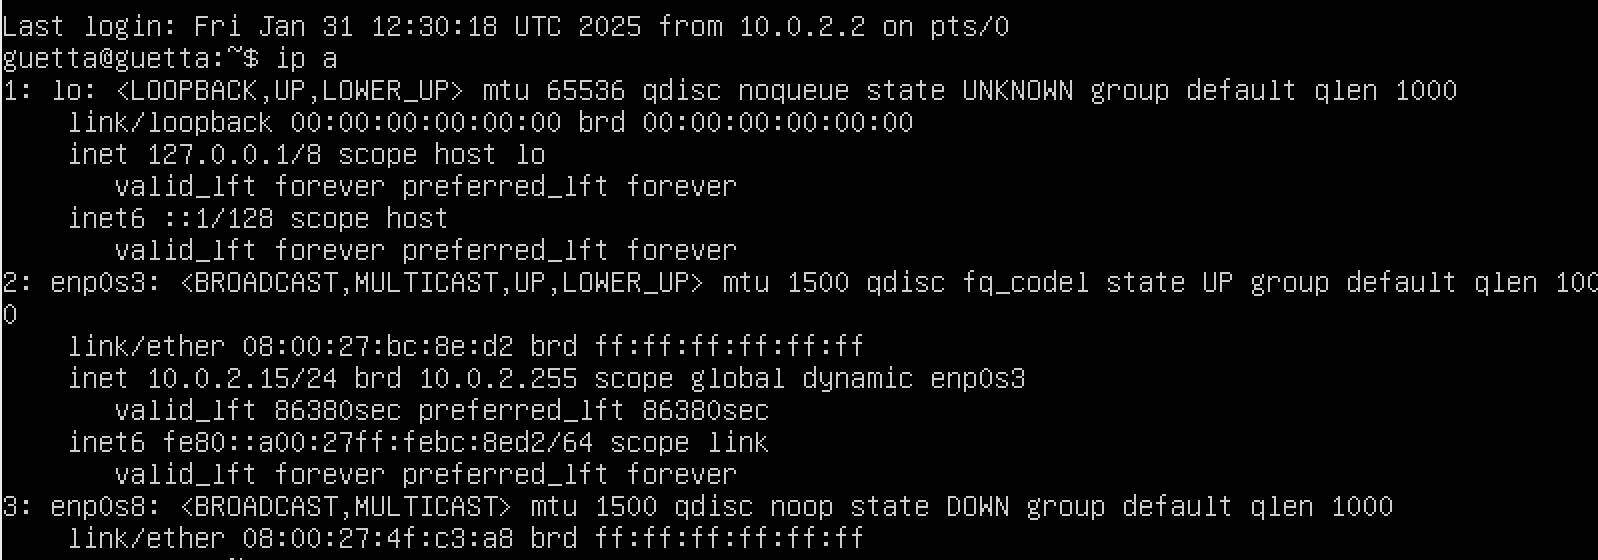 Last login: Fri Jan 31 12:30:18 UTC 2025 from 10.0.2.2 on pts/0
guetta@guetta:~$ ip a
1: lo: <LOOPBACK,UP,LOWER_UP> mtu 65536 qdisc noqueue state UNKNOWN group default qlen 1000
    link/loopback 00:00:00:00:00:00 brd 00:00:00:00:00:00
    inet 127.0.0.1/8 scope host lo
       valid_lft forever preferred_lft forever
    inet6 ::1/128 scope host
       valid_lft forever preferred_lft forever
2: enp0s3: <BROADCAST,MULTICAST,UP,LOWER_UP> mtu 1500 qdisc fq_codel state UP group default qlen 100
0
    link/ether 08:00:27:bc:8e:d2 brd ff:ff:ff:ff:ff:ff
    inet 10.0.2.15/24 brd 10.0.2.255 scope global dynamic enp0s3
       valid_lft 86380sec preferred_lft 86380sec
    inet6 fe80::a00:27ff:febc:8ed2/64 scope link
       valid_lft forever preferred_lft forever
3: enp0s8: <BROADCAST,MULTICAST> mtu 1500 qdisc noop state DOWN group default qlen 1000
    link/ether 08:00:27:4f:c3:a8 brd ff:ff:ff:ff:ff:ff